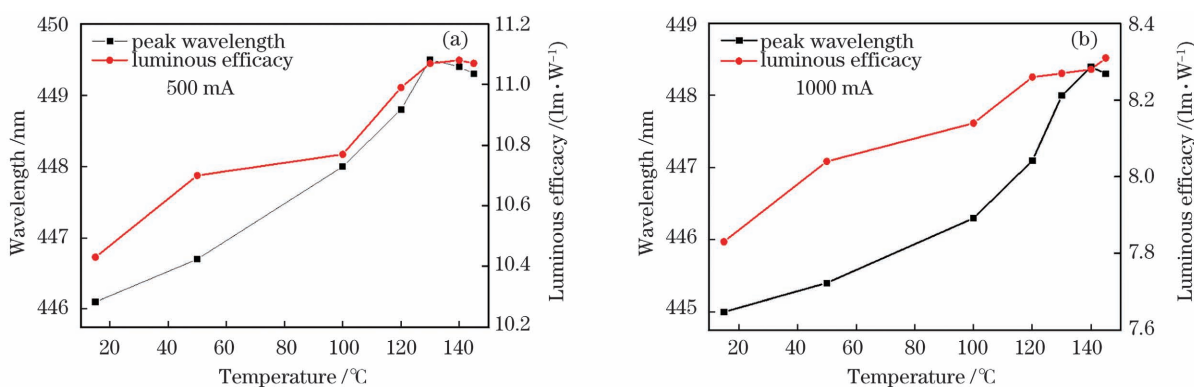 450
449
448
447
446
Wavelength /nm
(a)
peak wavelength
luminous efficacy
500 mA
11.2
11.0
10.8
10.6
10.4
10.2
Luminous efficacy /(lm·W⁻¹)
20 40 60 80 100 120 140
Temperature /℃
449
448
447
446
445
Wavelength /nm
(b)
peak wavelength
luminous efficacy
1000 mA
8.4
8.2
8.0
7.8
7.6
Luminous efficacy /(lm·W⁻¹)
20 40 60 80 100 120 140
Temperature /℃